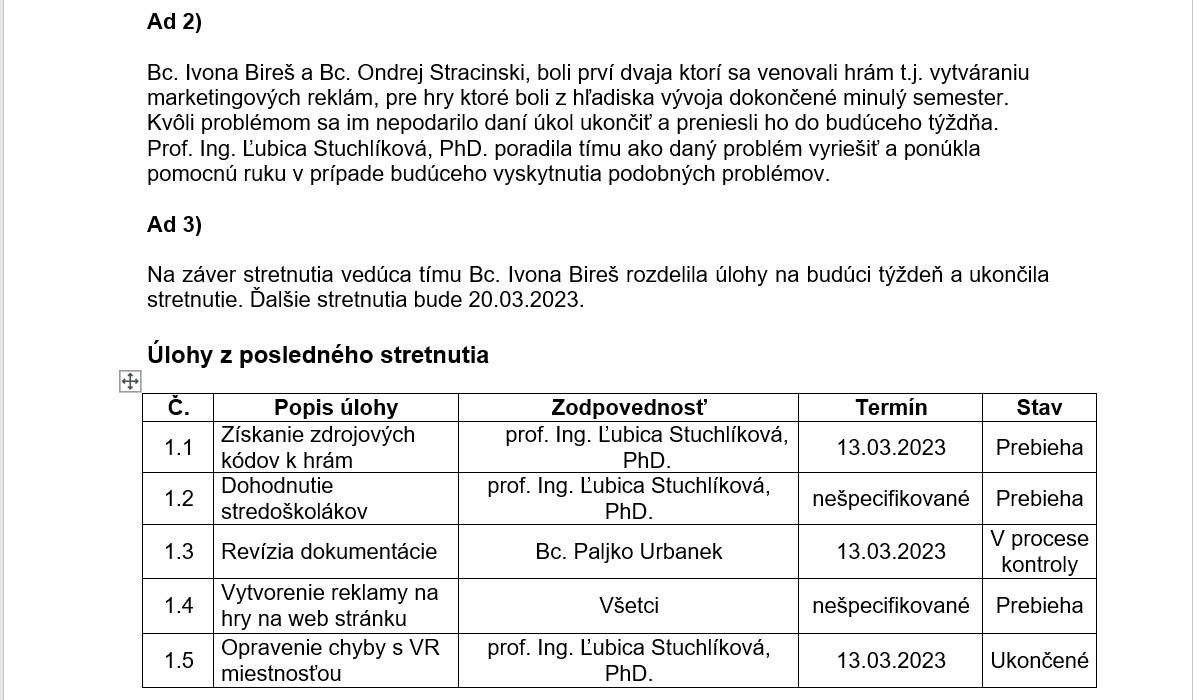 Ad 2)
Bc. Ivona Bireš a Bc. Ondrej Stracinski, boli prví dvaja ktorí sa venovali hrám t.j. vytváraniu
marketingových reklám, pre hry ktoré boli z hľadiska vývoja dokončené minulý semester.
Kvôli problémom sa im nepodarilo daní úkol ukončiť a preniesli ho do budúceho týždňa.
Prof. Ing. Ľubica Stuchlíková, PhD. poradila tímu ako daný problém vyriešiť a ponúkla
pomocnú ruku v prípade budúceho vyskytnutia podobných problémov.
Ad 3)
Na záver stretnutia vedúca tímu Bc. Ivona Bireš rozdelila úlohy na budúci týždeň a ukončila
stretnutie. Ďalšie stretnutia bude 20.03.2023.
Úlohy z posledného stretnutia
Č. Popis úlohy Zodpovednosť Termín Stav
1.1 Získanie zdrojových kódov k hrám prof. Ing. Ľubica Stuchlíková, PhD. 13.03.2023 Prebieha
1.2 Dohodnutie stredoškolákov prof. Ing. Ľubica Stuchlíková, PhD. nešpecifikované Prebieha
1.3 Revízia dokumentácie Bc. Paljko Urbanek 13.03.2023 V procese kontroly
1.4 Vytvorenie reklamy na hry na web stránku Všetci nešpecifikované Prebieha
1.5 Opravenie chyby s VR miestnosťou prof. Ing. Ľubica Stuchlíková, PhD. 13.03.2023 Ukončené